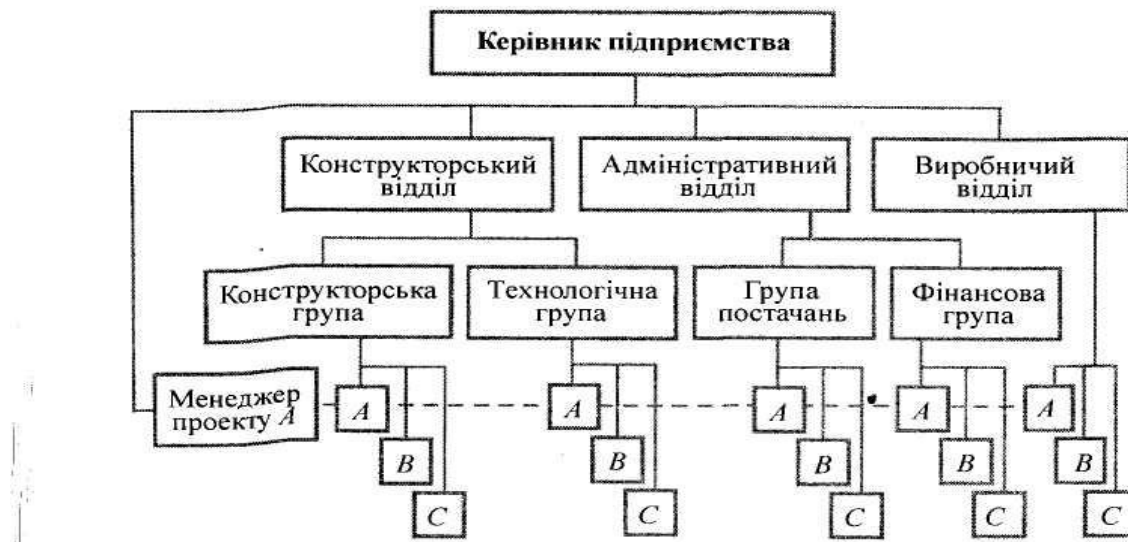 Керівник підприємства
Конструкторський
відділ
Адміністративний
відділ
Виробничий
відділ
Конструкторська
група
Технологічна
група
Група
постачань
Фінансова
група
Менеджер
проекту А
А
А
А
А
А
В
В
В
В
В
С
С
С
С
С